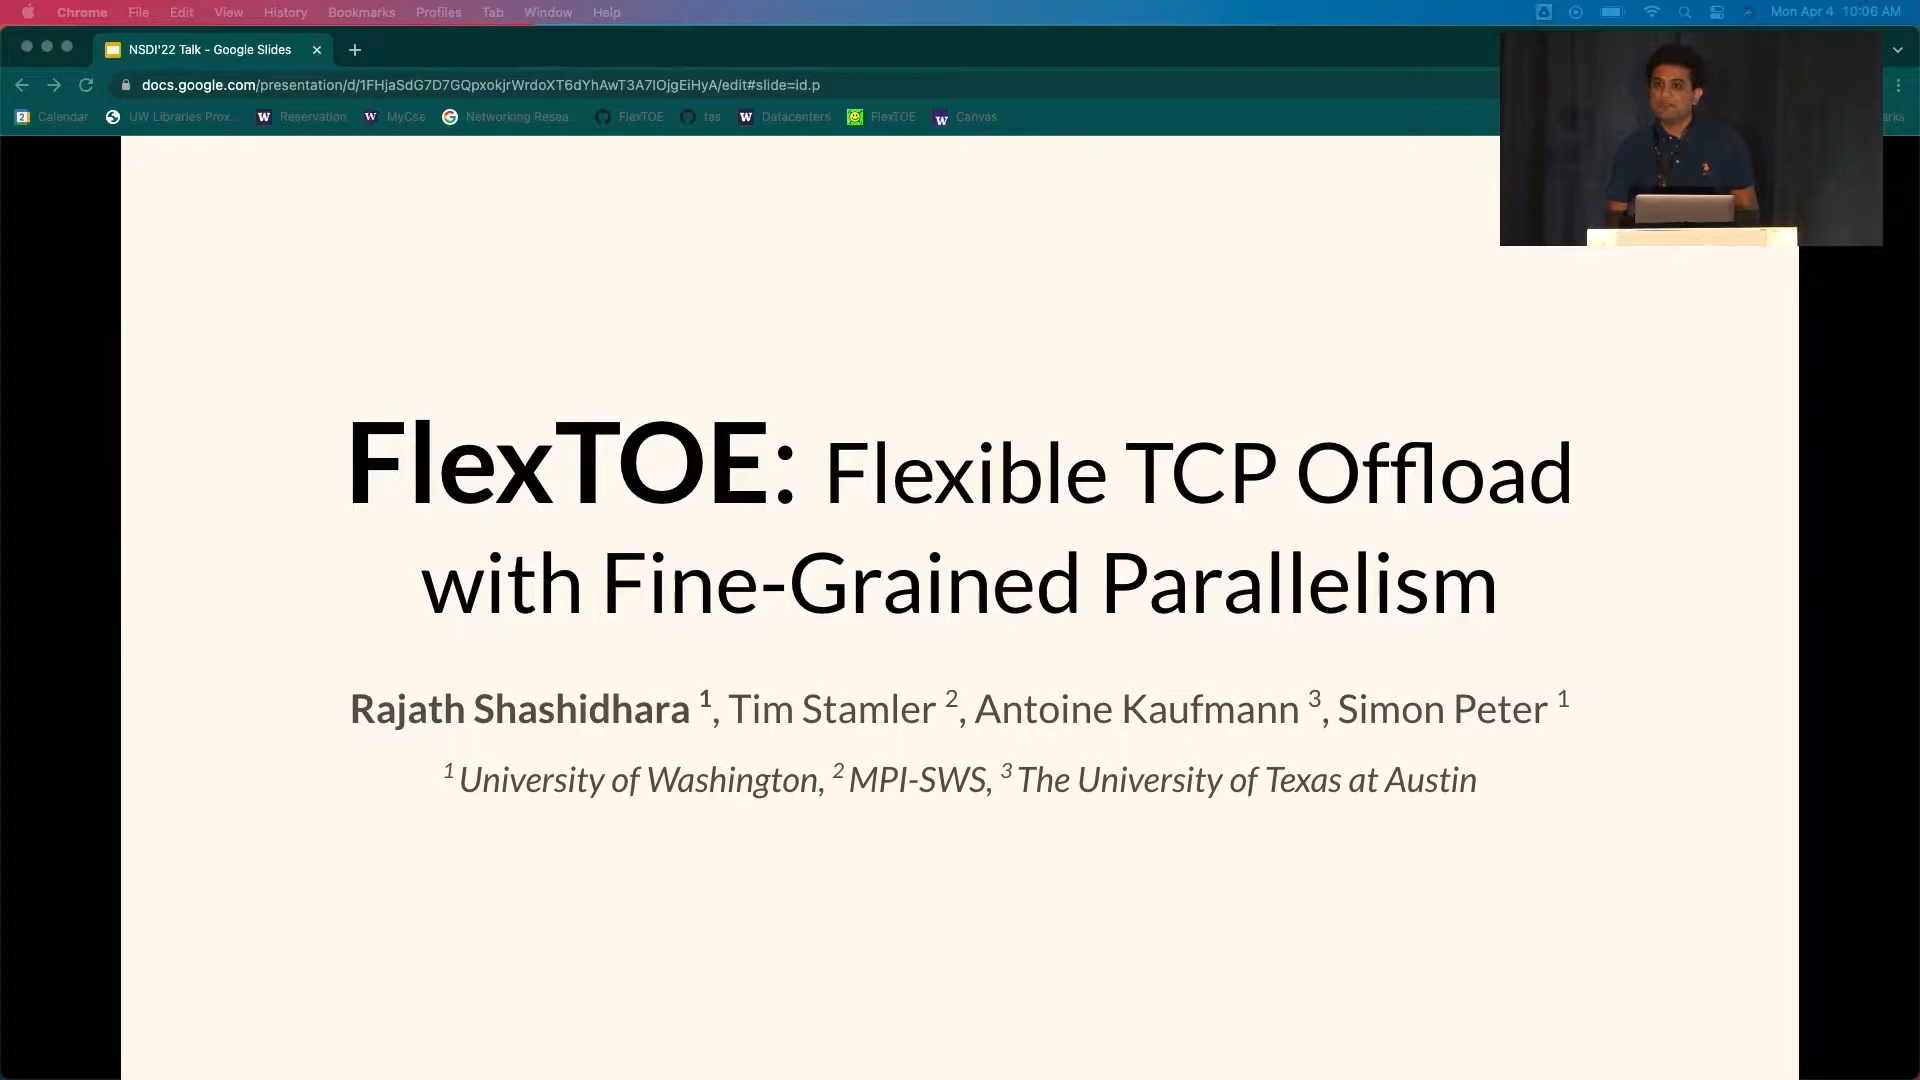 Chrome File Edit View History Bookmarks Profiles Tab Window Help Mon Apr 4 10:06 AM
NSDI'22 Talk - Google Slides
docs.google.com/presentation/d/1FHjaSdG7D7GQpxokjrWrdoXT6dYhAwT3A7IOjgEiHyA/edit#slide=id.p
Calendar UW Libraries Prox... Reservation MyCse Networking Resea... FlexTOE tas Datacenters FlexTOE Canvas
FlexTOE: Flexible TCP Offload
with Fine-Grained Parallelism
Rajath Shashidhara ¹, Tim Stamler ², Antoine Kaufmann ³, Simon Peter ¹
¹ University of Washington, ² MPI-SWS, ³ The University of Texas at Austin